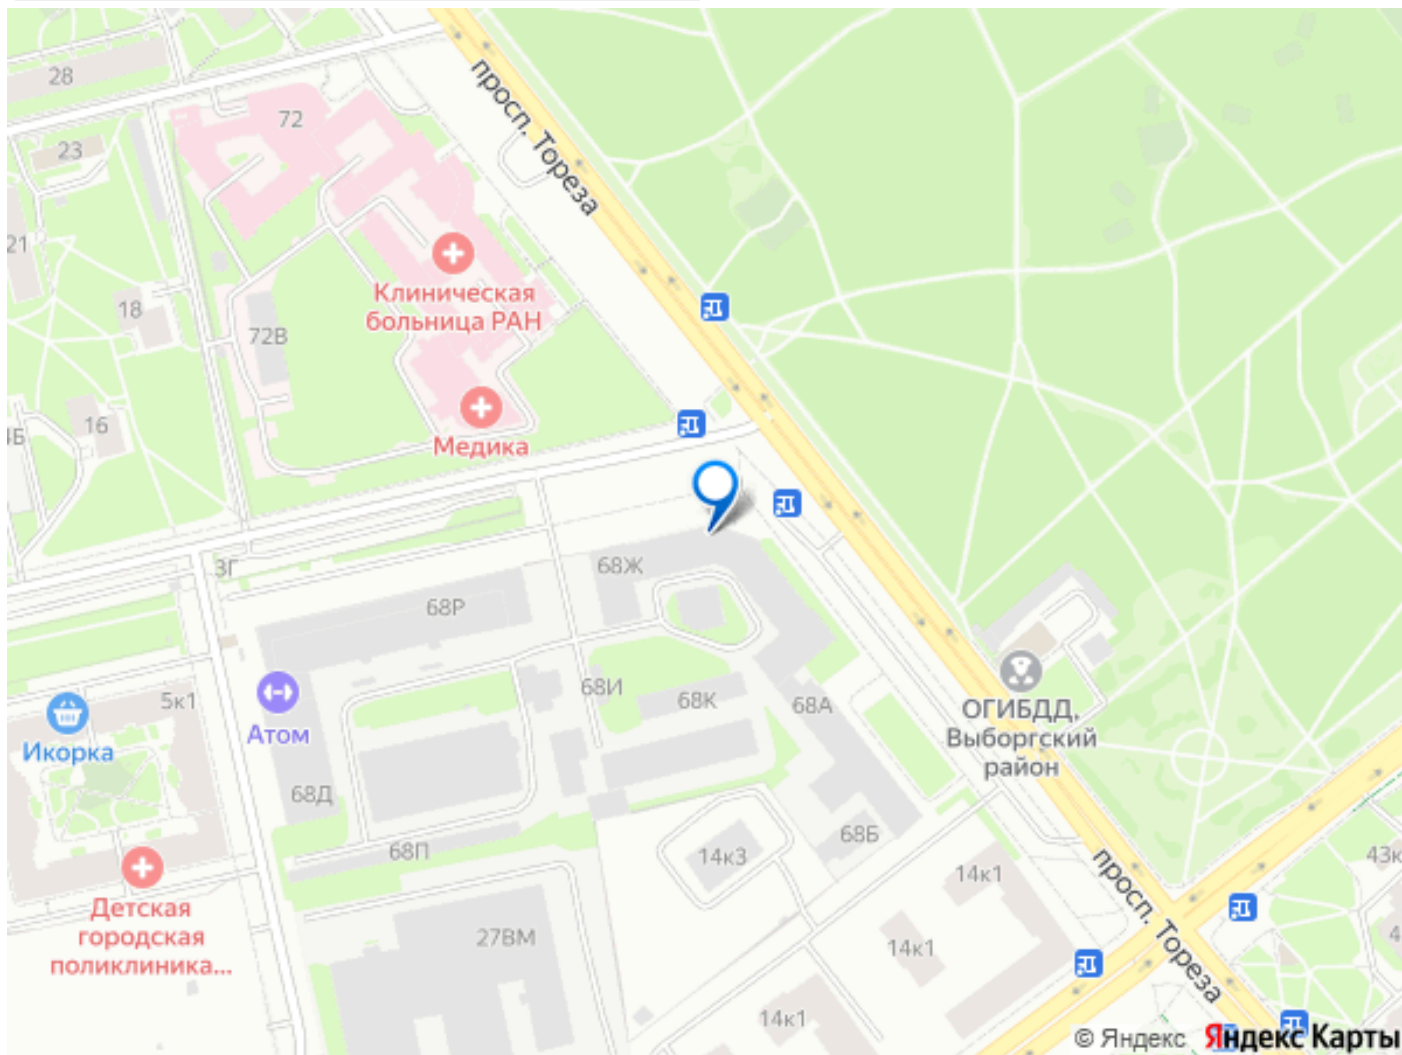 28
просп. Тореза
72
23
21
Клиническая
больница РАН
18
72В
16
4Б
Медика
3Г
68Ж
68Р
5к1
Атом
68И
68К
68А
Икорка
ОГИБДД,
Выборгский
район
68Д
68Б
68П
14к3
14к1
43к
Детская
городская
поликлиника...
27ВМ
14к1
просп. Тореза
4
14к1
© Яндекс Яндекс Карты